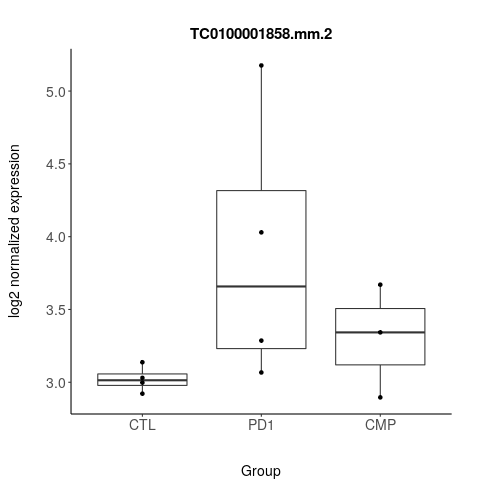 TC0100001858.mm.2
log2 normalized expression
5.0
4.5
4.0
3.5
3.0
CTL PD1 CMP
Group